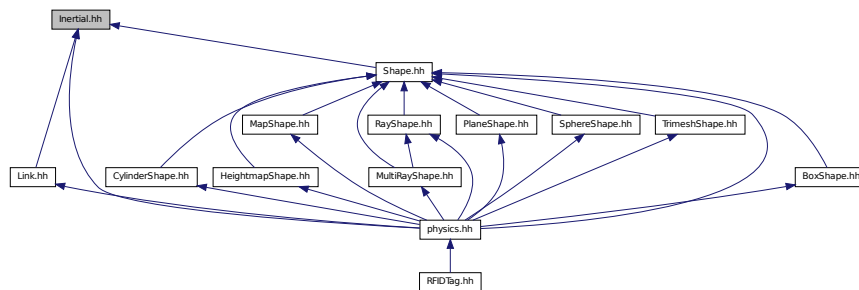 Inertial.hh
Shape.hh
MapShape.hh
RayShape.hh
PlaneShape.hh
SphereShape.hh
TrimeshShape.hh
Link.hh
CylinderShape.hh
HeightmapShape.hh
MultiRayShape.hh
BoxShape.hh
physics.hh
RFIDTag.hh